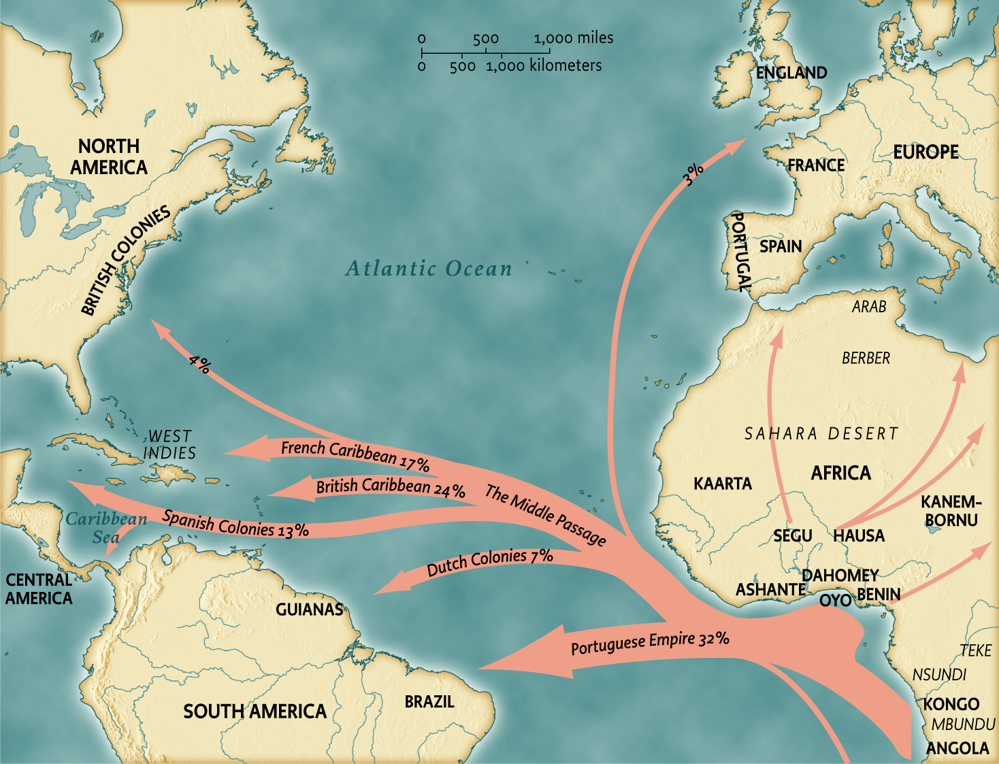 0 500 1,000 miles
0 500 1,000 kilometers
ENGLAND
NORTH
AMERICA
EUROPE
FRANCE
3%
BRITISH COLONIES
PORTUGAL
SPAIN
Atlantic Ocean
ARAB
BERBER
4%
WEST
INDIES
SAHARA DESERT
French Caribbean 17%
AFRICA
KAARTA
British Caribbean 24%
The Middle Passage
KANEM-
BORNU
Caribbean
Sea
Spanish Colonies 13%
SEGU
HAUSA
Dutch Colonies 7%
CENTRAL
AMERICA
DAHOMEY
ASHANTE
OYO
BENIN
GUIANAS
Portuguese Empire 32%
TEKE
NSUNDI
BRAZIL
SOUTH AMERICA
KONGO
MBUNDU
ANGOLA